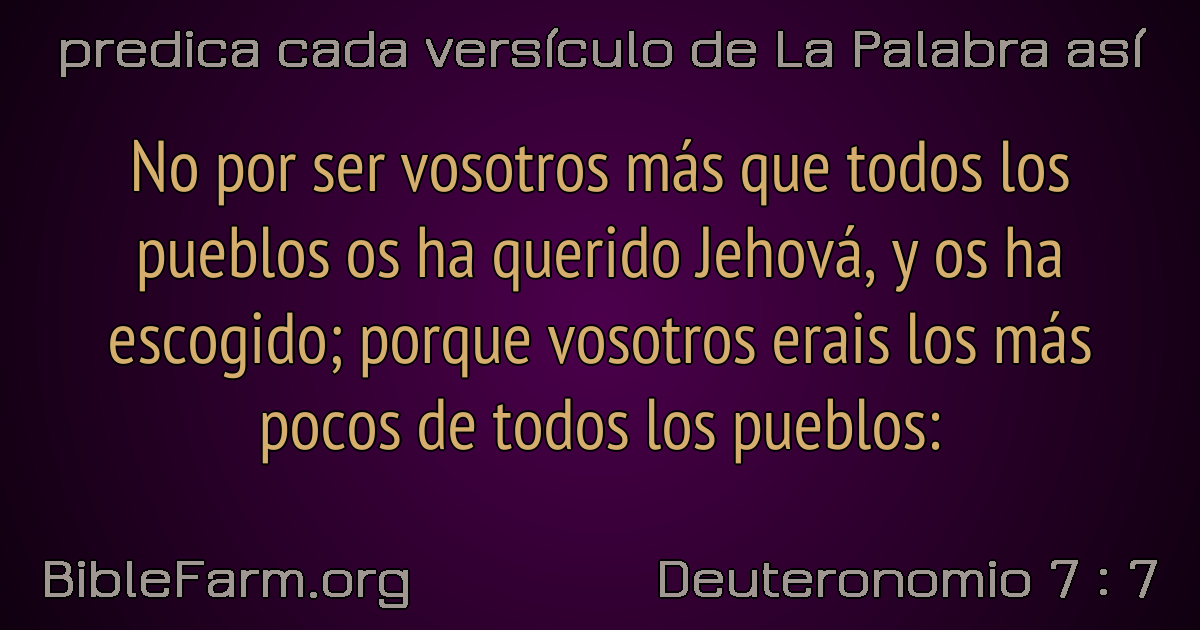 predica cada versículo de La Palabra así
No por ser vosotros más que todos los
pueblos os ha querido Jehová, y os ha
escogido; porque vosotros erais los más
pocos de todos los pueblos:
BibleFarm.org
Deuteronomio 7 : 7